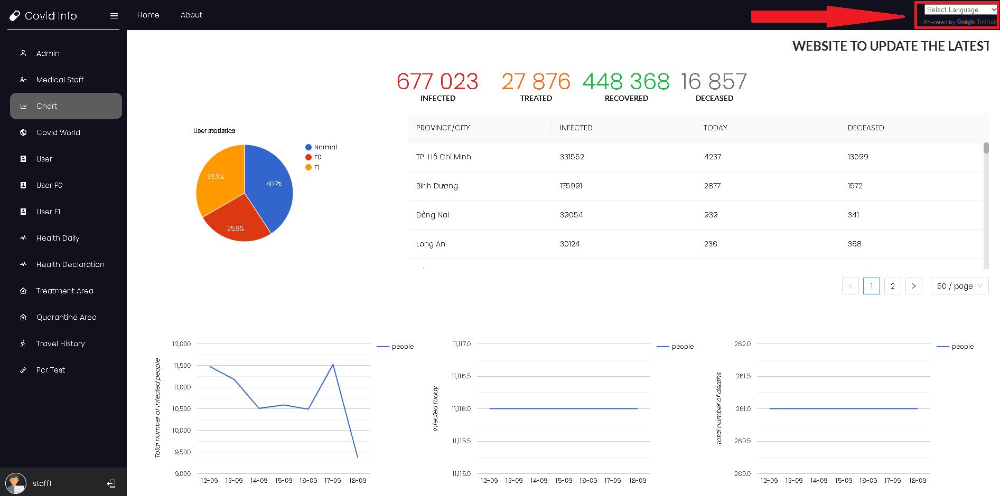 Covid Info
Home
About
Select Language
Powered by Google Transl
Admin
Medical Staff
Chart
Covid World
User
User F0
User F1
Health Daily
Health Declaration
Treatment Area
Quarantine Area
Travel History
Pcr Test
staff1
WEBSITE TO UPDATE THE LATEST
677 023 27 876 448 368 16 857
INFECTED TREATED RECOVERED DECEASED
User statistics
Normal
F0
F1
33.3%
40.7%
25.9%
PROVINCE/CITY INFECTED TODAY DECEASED
TP. Hồ Chí Minh 331552 4237 13099
Bình Dương 175991 2877 1572
Đồng Nai 39054 939 341
Long An 30124 236 368
1 2 50 / page
Total number of infected people
12,000
11,500
11,000
10,500
10,000
9,500
9,000
12-09 13-09 14-09 15-09 16-09 17-09 18-09
people
Infected today
11,117.0
11,116.5
11,116.0
11,115.5
11,115.0
12-09 13-09 14-09 15-09 16-09 17-09 18-09
people
Total number of deaths
262.0
261.5
261.0
260.5
260.0
12-09 13-09 14-09 15-09 16-09 17-09 18-09
people